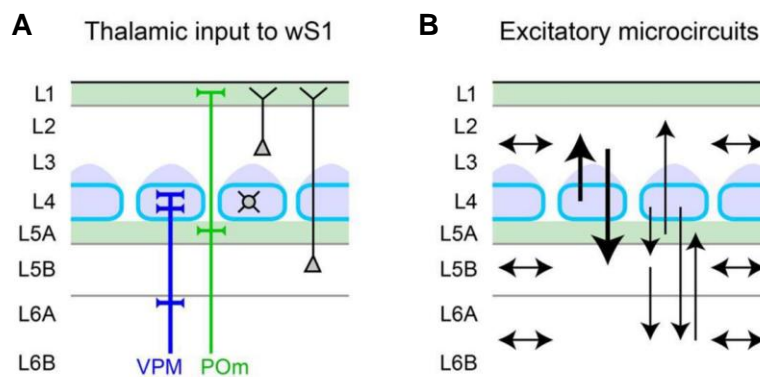 A
Thalamic input to wS1
L1
L2
L3
L4
L5A
L5B
L6A
L6B
VPM
POm
B
Excitatory microcircuits
L1
L2
L3
L4
L5A
L5B
L6A
L6B